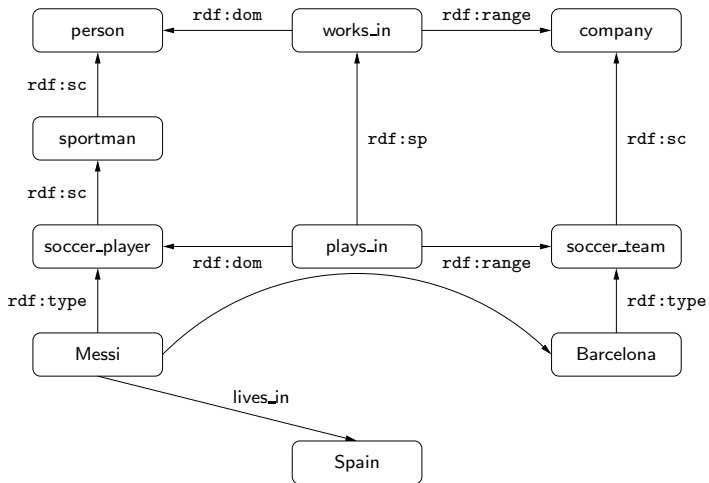 rdf:dom
rdf:range
person
works_in
company
rdf:sc
sportman
rdf:sp
rdf:sc
rdf:sc
soccer_player
plays_in
soccer_team
rdf:dom
rdf:range
rdf:type
rdf:type
Messi
Barcelona
lives_in
Spain